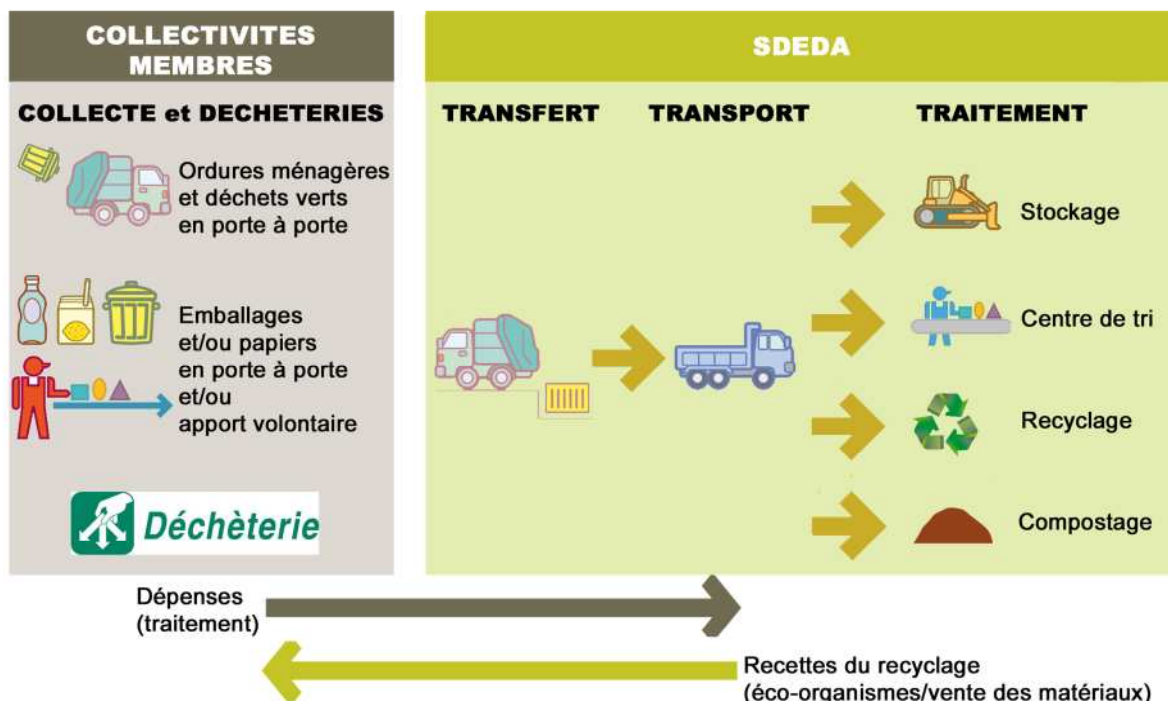 COLLECTIVITES
MEMBRES
COLLECTE et DECHETERIES
Ordures ménagères
et déchets verts
en porte à porte
Emballages
et/ou papiers
en porte à porte
et/ou
apport volontaire
Déchèterie
SDEDA
TRANSFERT
TRANSPORT
TRAITEMENT
Stockage
Centre de tri
Recyclage
Compostage
Dépenses
(traitement)
Recettes du recyclage
(éco-organismes/vente des matériaux)